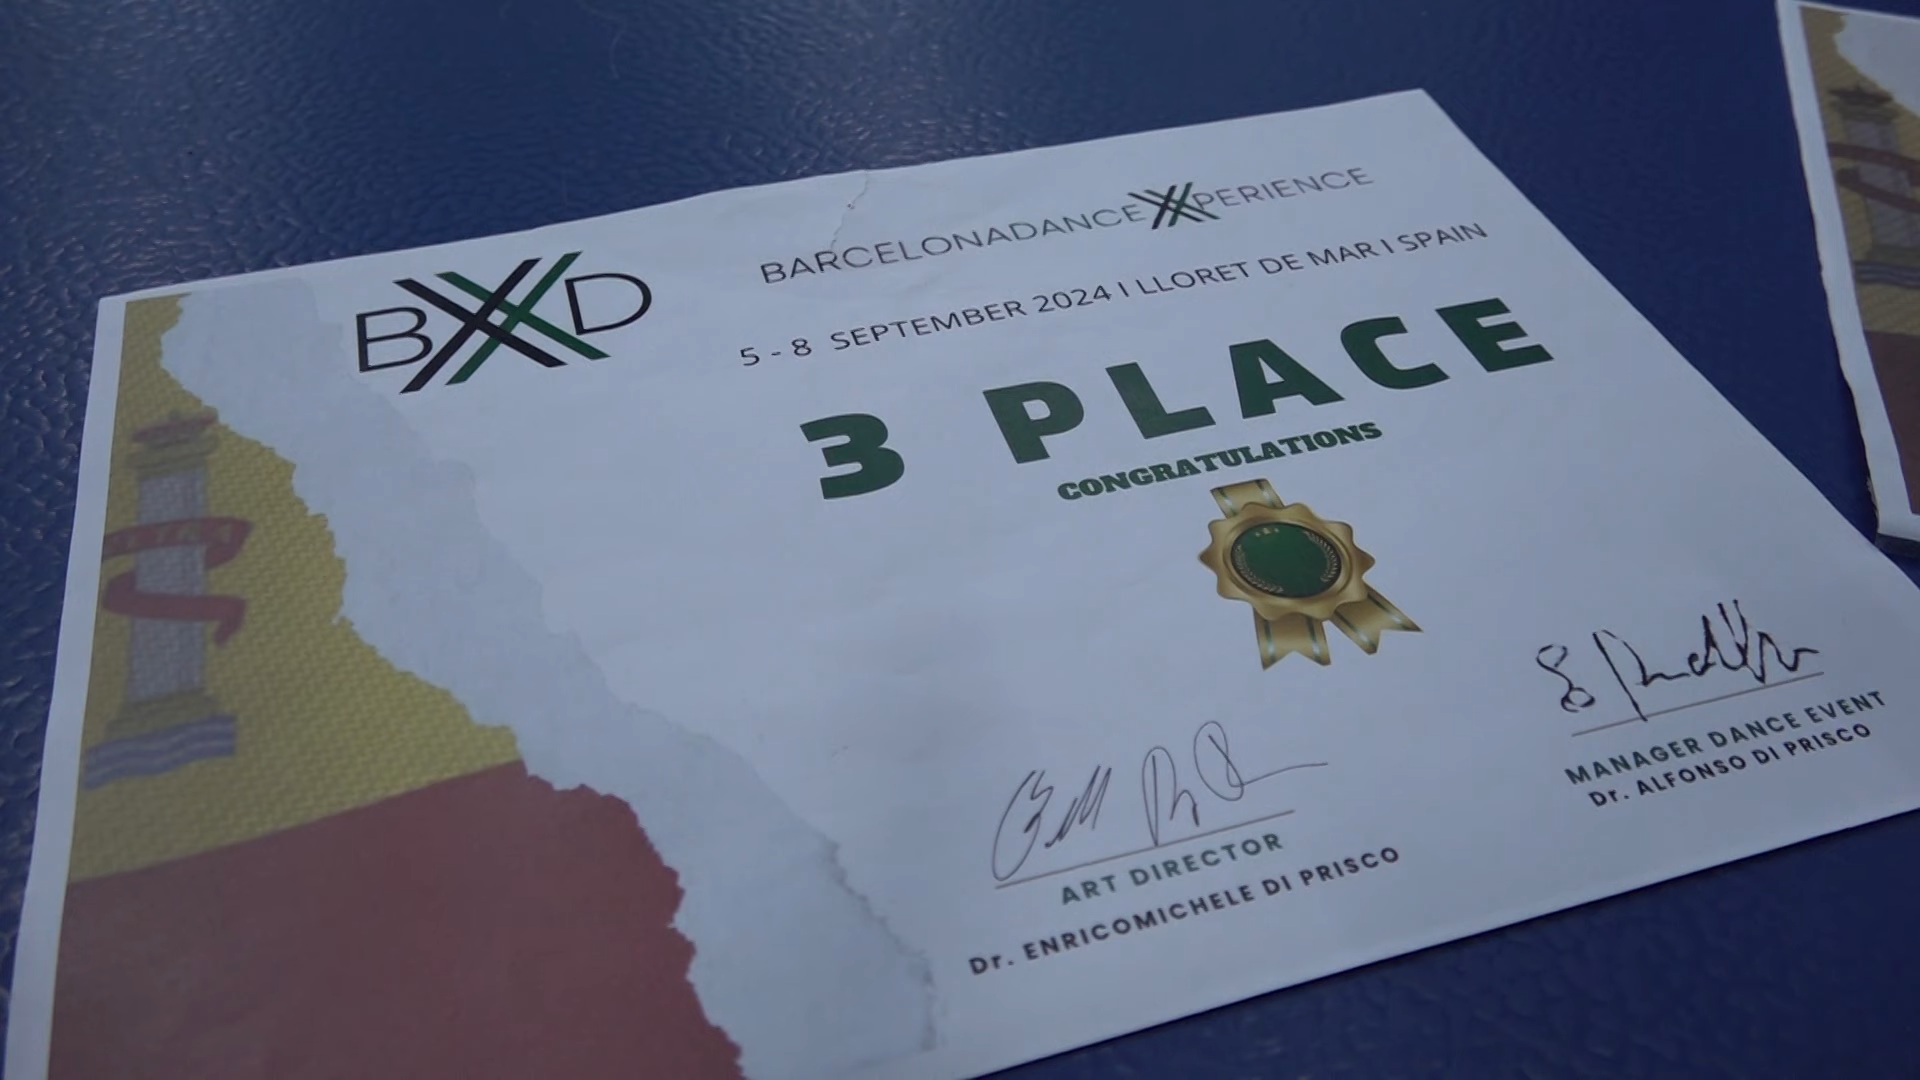 BXD
BARCELONADANCEXPERIENCE
5 - 8 SEPTEMBER 2024 I LLORET DE MAR I SPAIN
3 PLACE
CONGRATULATIONS
ART DIRECTOR
Dr. ENRICOMICHELE DI PRISCO
MANAGER DANCE EVENT
Dr. ALFONSO DI PRISCO